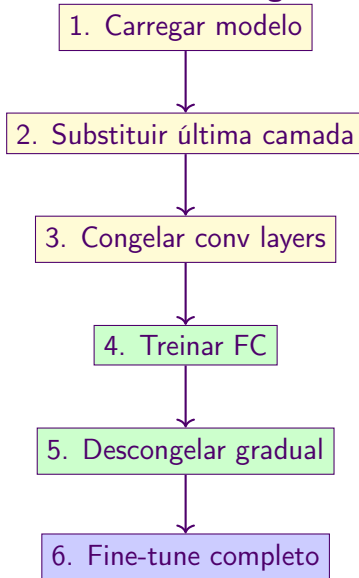 1. Carregar modelo
2. Substituir última camada
3. Congelar conv layers
4. Treinar FC
5. Descongelar gradual
6. Fine-tune completo